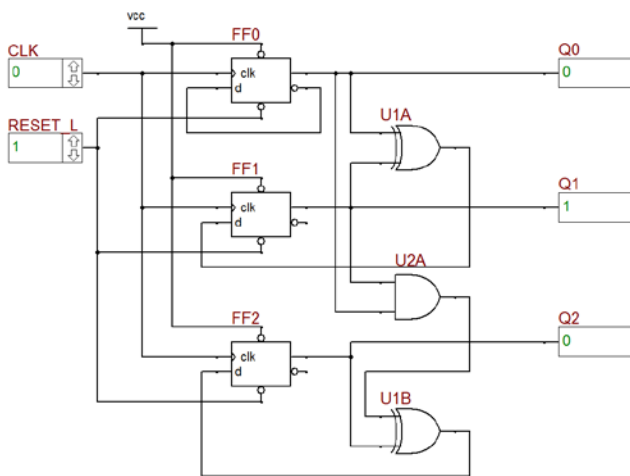 vcc
CLK
0
FF0
clk
d
Q0
0
RESET_L
1
U1A
FF1
clk
d
Q1
1
U2A
FF2
clk
d
Q2
0
U1B